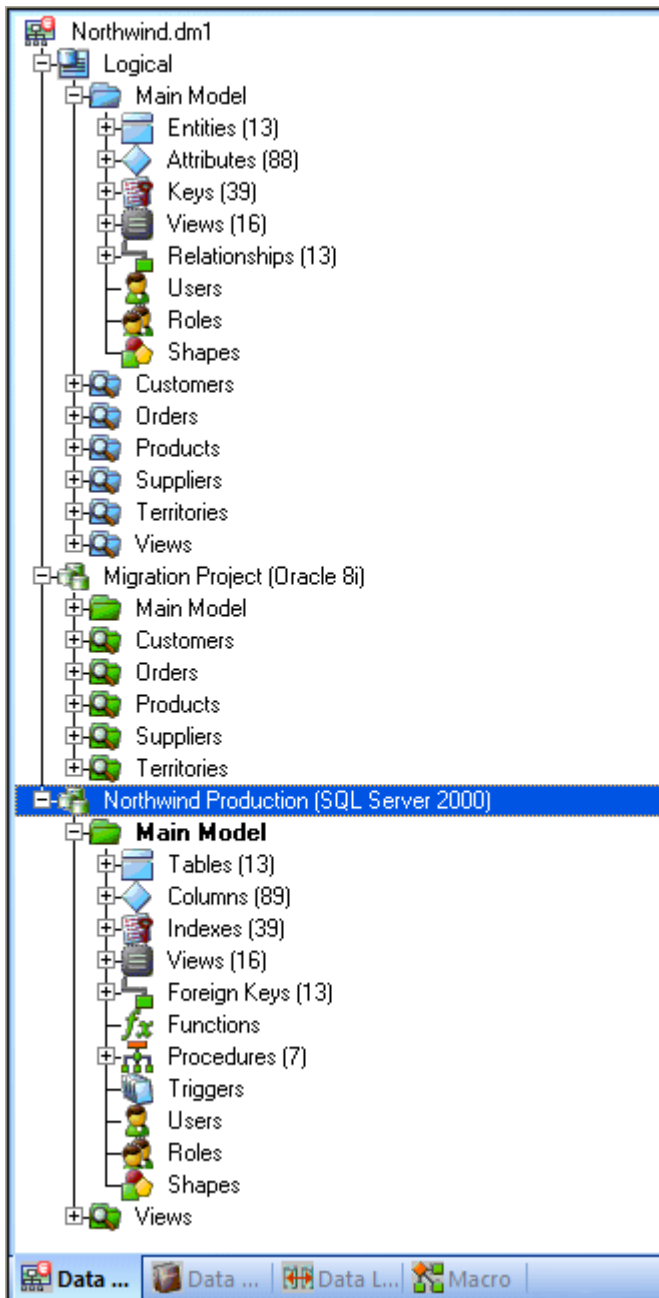 Northwind.dm1
Logical
Main Model
Entities (13)
Attributes (88)
Keys (39)
Views (16)
Relationships (13)
Users
Roles
Shapes
Customers
Orders
Products
Suppliers
Territories
Views
Migration Project (Oracle 8i)
Main Model
Customers
Orders
Products
Suppliers
Territories
Northwind Production (SQL Server 2000)
Main Model
Tables (13)
Columns (89)
Indexes (39)
Views (16)
Foreign Keys (13)
fx Functions
Procedures (7)
Triggers
Users
Roles
Shapes
Views
Data ... Data ... Data L... Macro